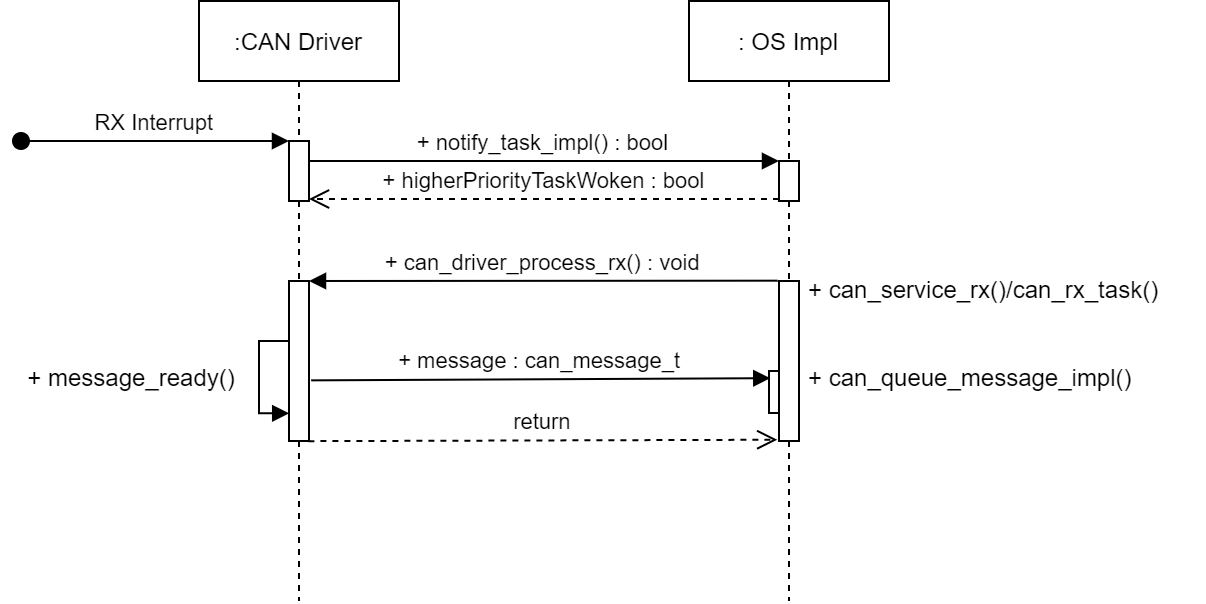 :CAN Driver
: OS Impl
RX Interrupt
+ notify_task_impl() : bool
+ higherPriorityTaskWoken : bool
+ can_driver_process_rx() : void
+ can_service_rx()/can_rx_task()
+ message : can_message_t
+ message_ready()
+ can_queue_message_impl()
return